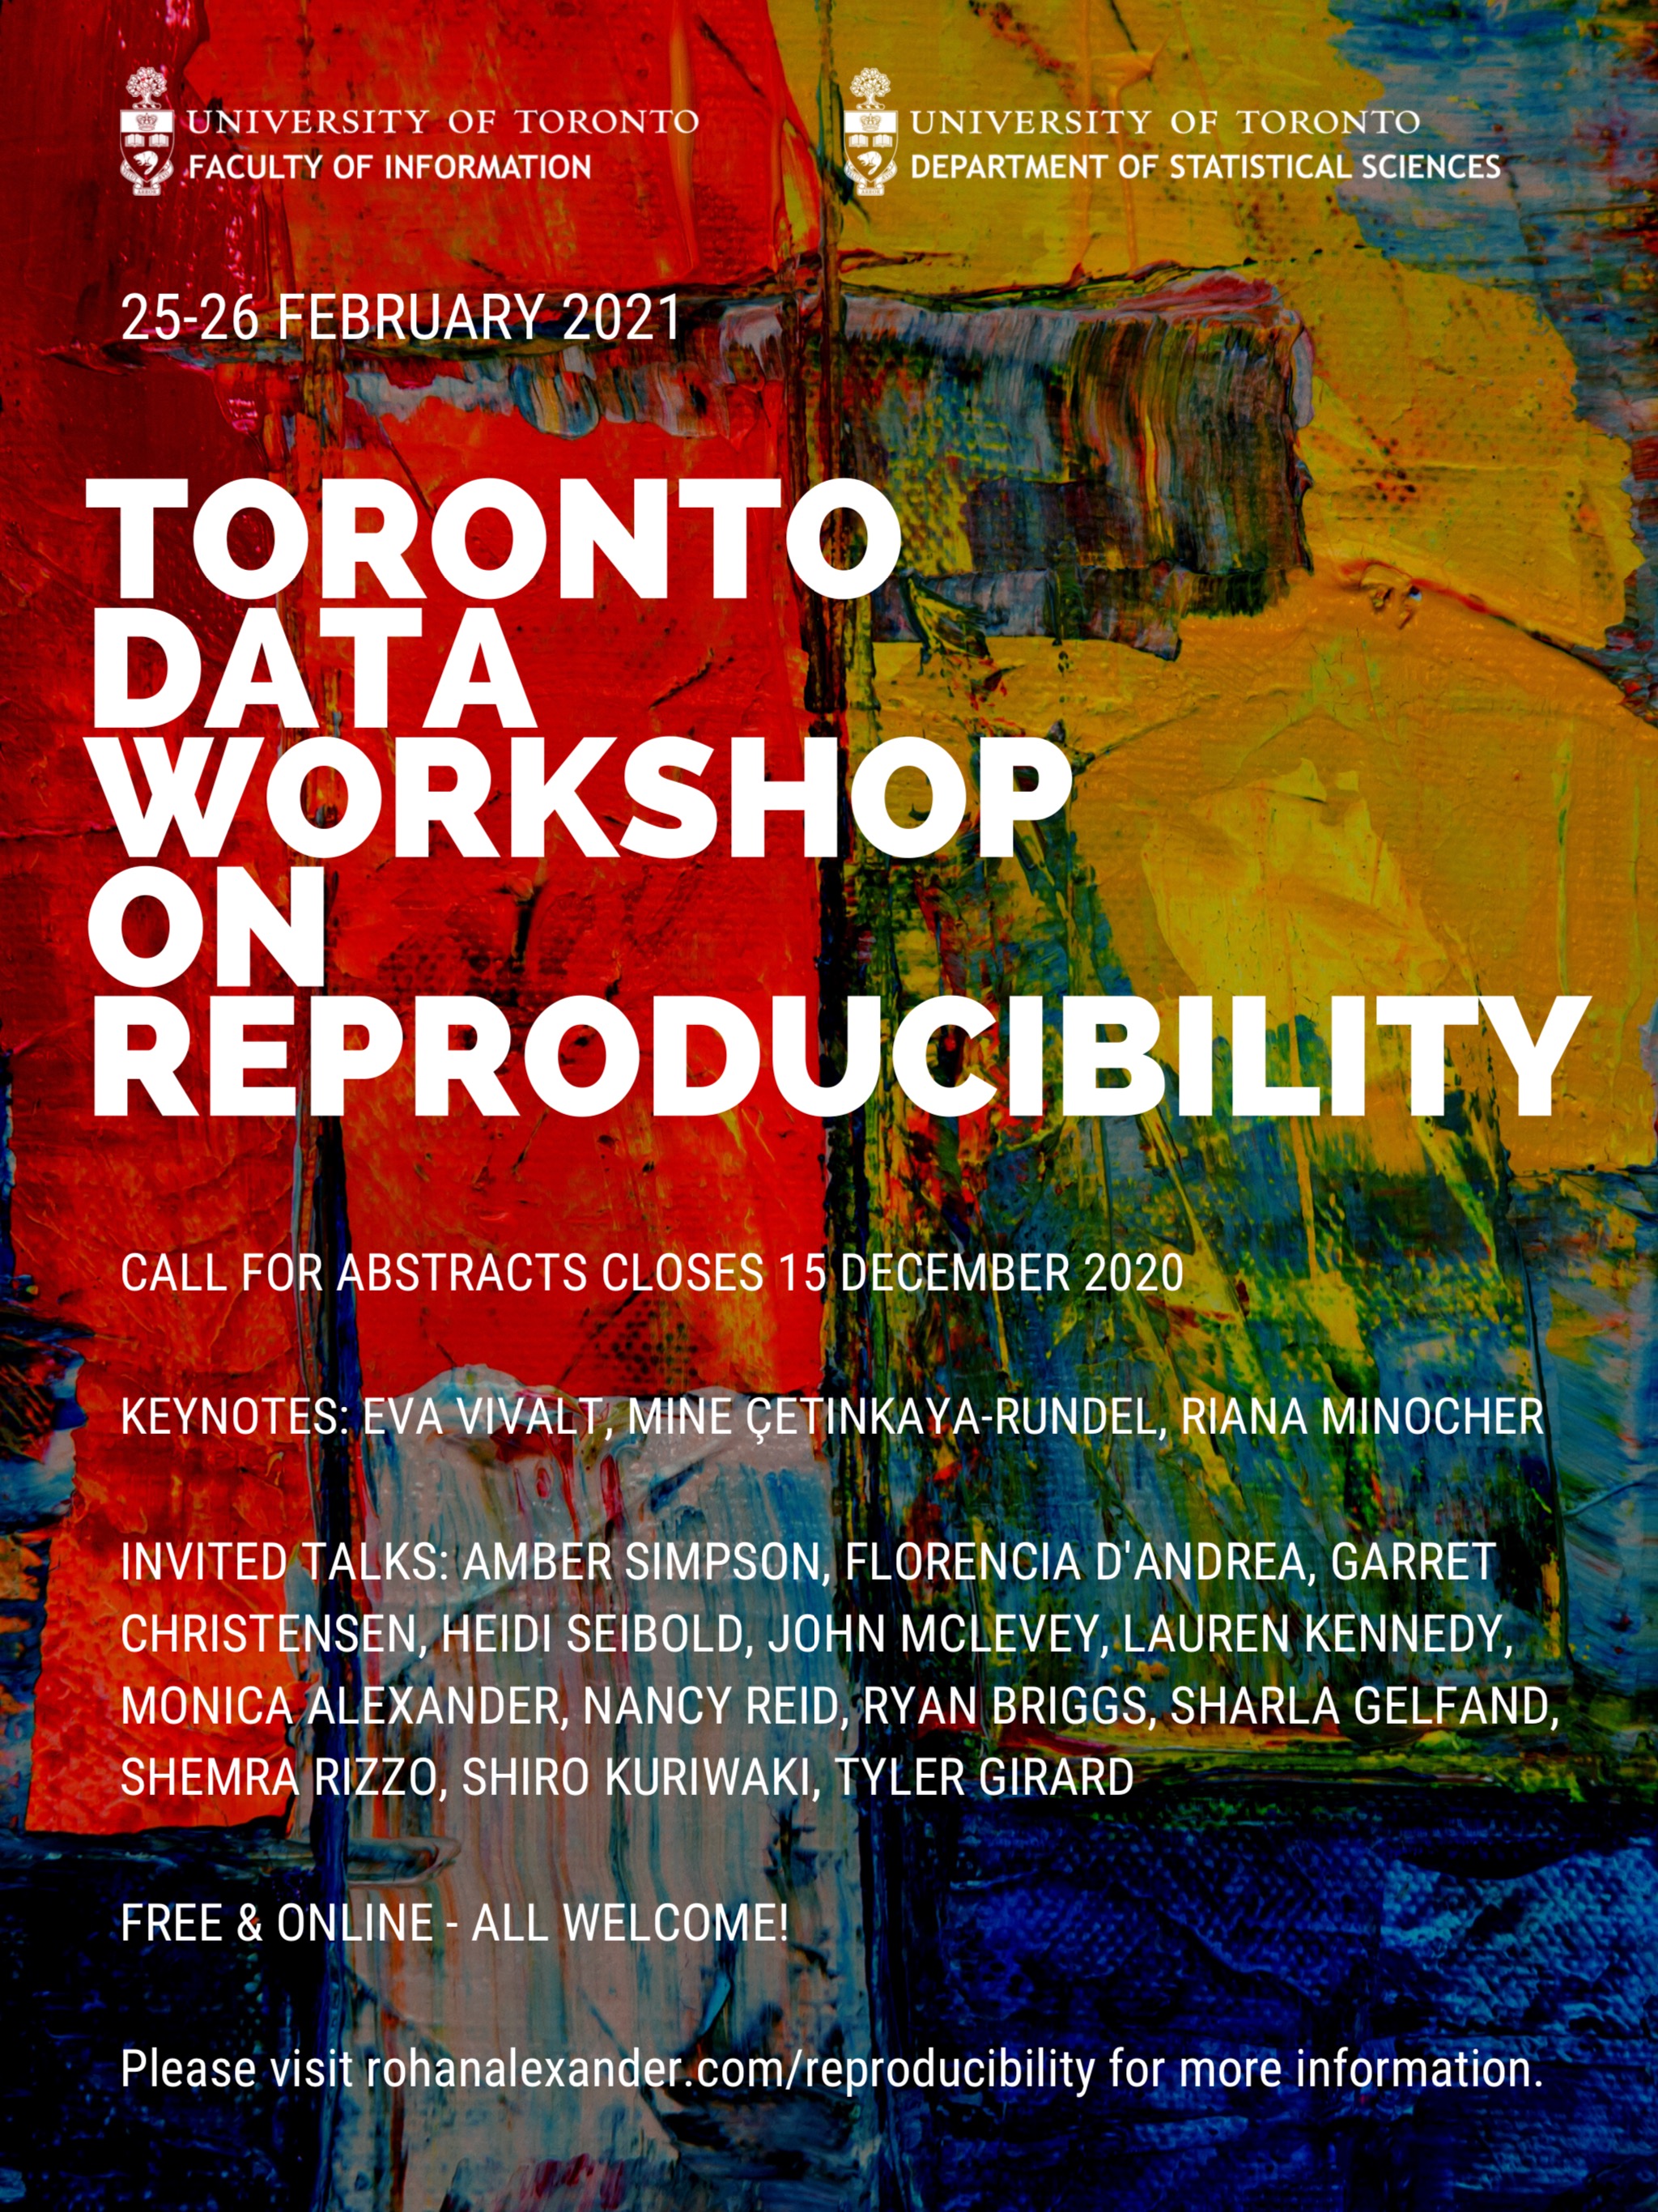 UNIVERSITY OF TORONTO
FACULTY OF INFORMATION
UNIVERSITY OF TORONTO
DEPARTMENT OF STATISTICAL SCIENCES
25-26 FEBRUARY 2021
TORONTO
DATA
WORKSHOP
ON
REPRODUCIBILITY
CALL FOR ABSTRACTS CLOSES 15 DECEMBER 2020
KEYNOTES: EVA VIVALT, MINE ÇETINKAYA-RUNDEL, RIANA MINOCHER
INVITED TALKS: AMBER SIMPSON, FLORENCIA D'ANDREA, GARRET
CHRISTENSEN, HEIDI SEIBOLD, JOHN MCLEVEY, LAUREN KENNEDY,
MONICA ALEXANDER, NANCY REID, RYAN BRIGGS, SHARLA GELFAND,
SHEMRA RIZZO, SHIRO KURIWAKI, TYLER GIRARD
FREE & ONLINE - ALL WELCOME!
Please visit rohanalexander.com/reproducibility for more information.